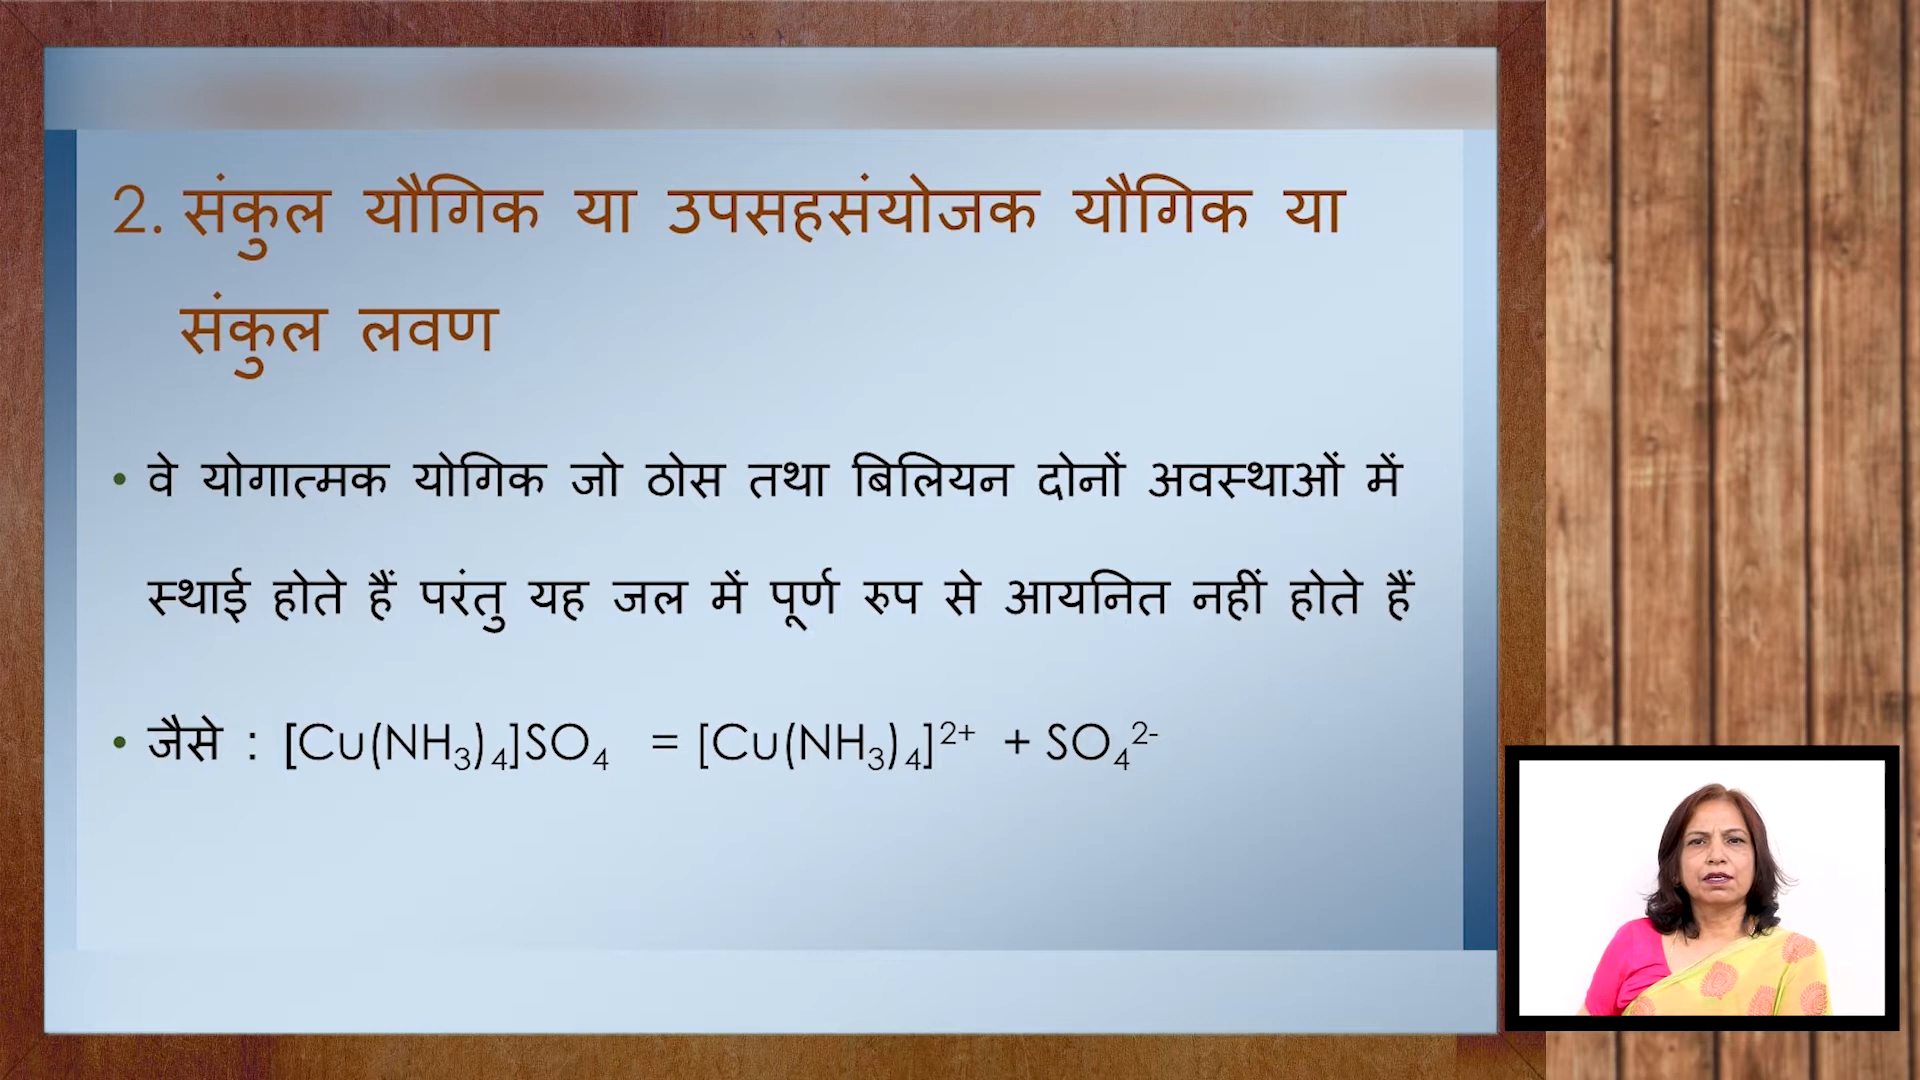 2. संकुल यौगिक या उपसहसंयोजक यौगिक या
संकुल लवण
• वे योगात्मक योगिक जो ठोस तथा बिलियन दोनों अवस्थाओं में
स्थाई होते हैं परंतु यह जल में पूर्ण रुप से आयनित नहीं होते हैं
• जैसे : [Cu(NH₃)₄]SO₄ = [Cu(NH₃)₄]²⁺ + SO₄²⁻